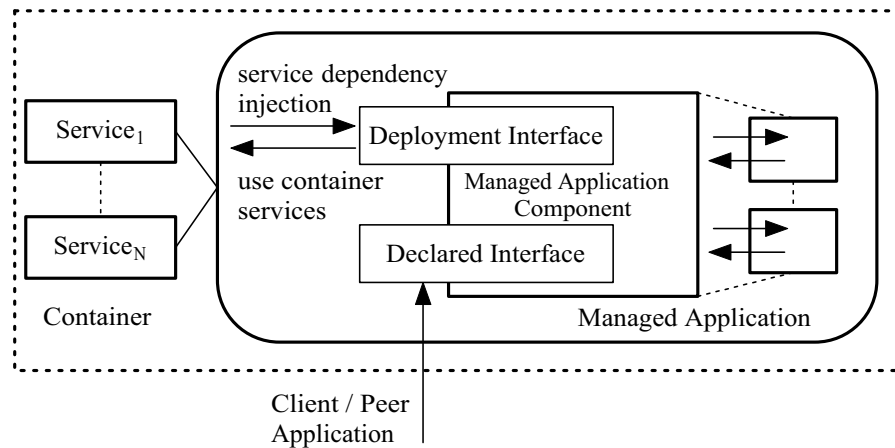 service dependency
injection
Service1
Deployment Interface
use container
services
Managed Application
Component
ServiceN
Declared Interface
Container
Managed Application
Client / Peer
Application